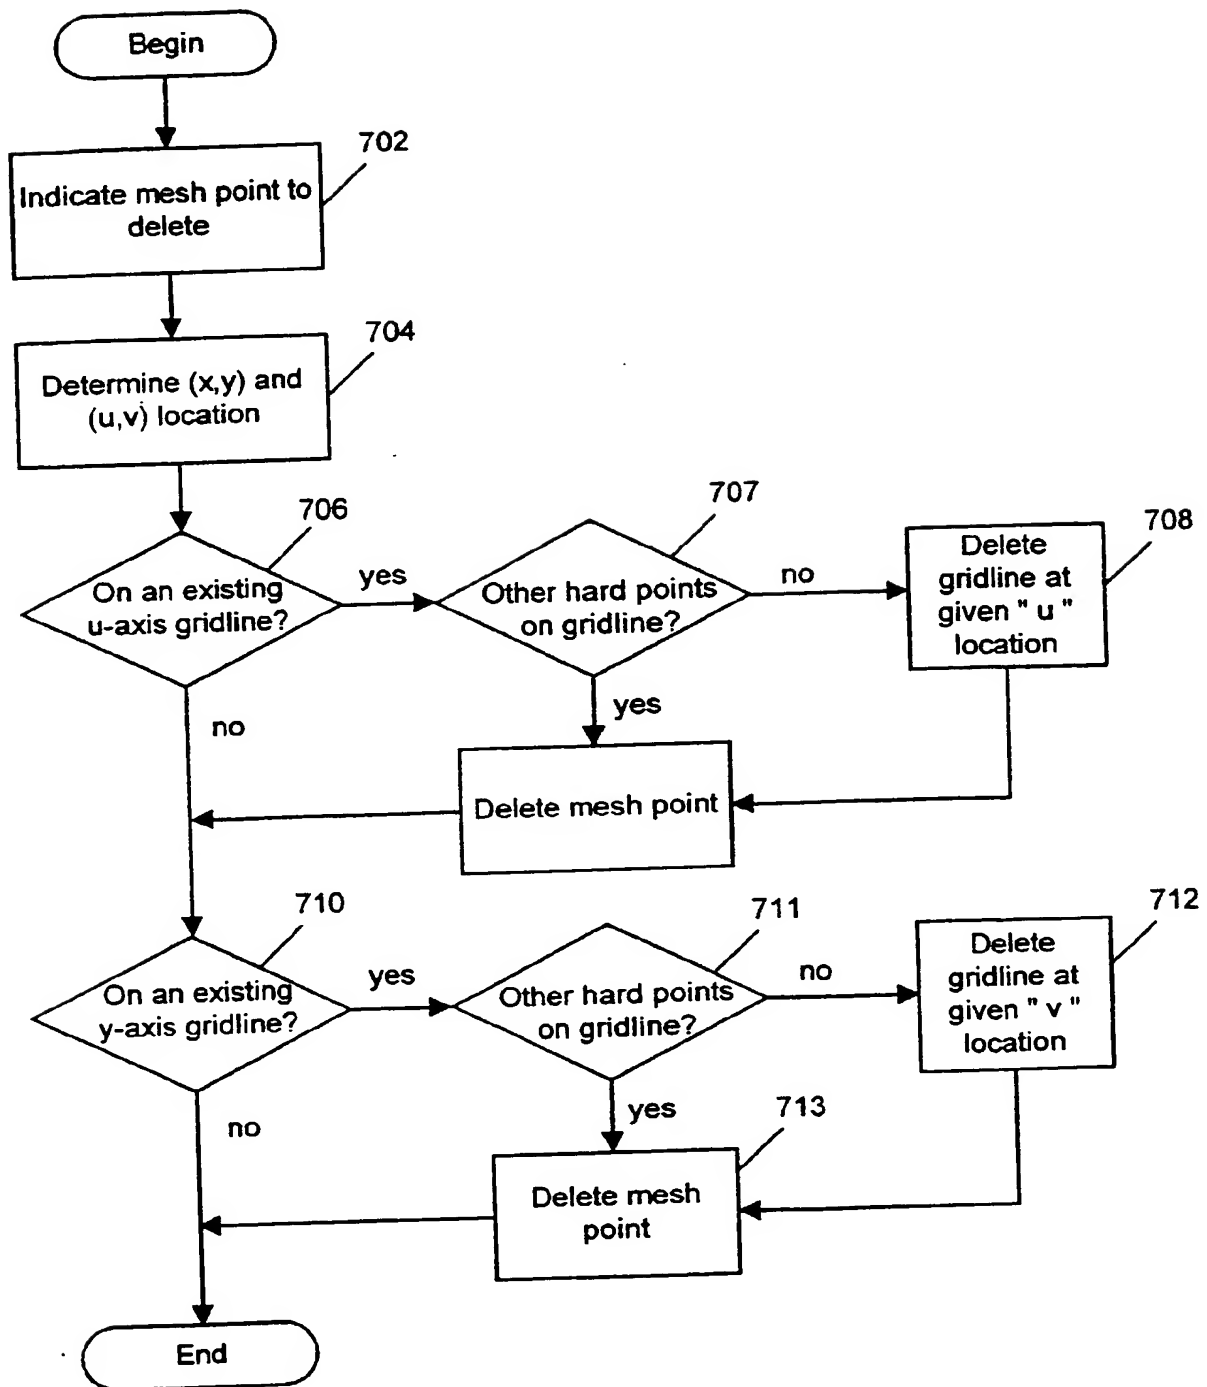 Begin
702
Indicate mesh point to
delete
704
Determine (x,y) and
(u,v) location
706
On an existing
u-axis gridline?
yes
no
707
Other hard points
on gridline?
no
yes
708
Delete
gridline at
given " u "
location
Delete mesh point
710
On an existing
y-axis gridline?
yes
no
711
Other hard points
on gridline?
no
yes
712
Delete
gridline at
given " v "
location
713
Delete mesh
point
End